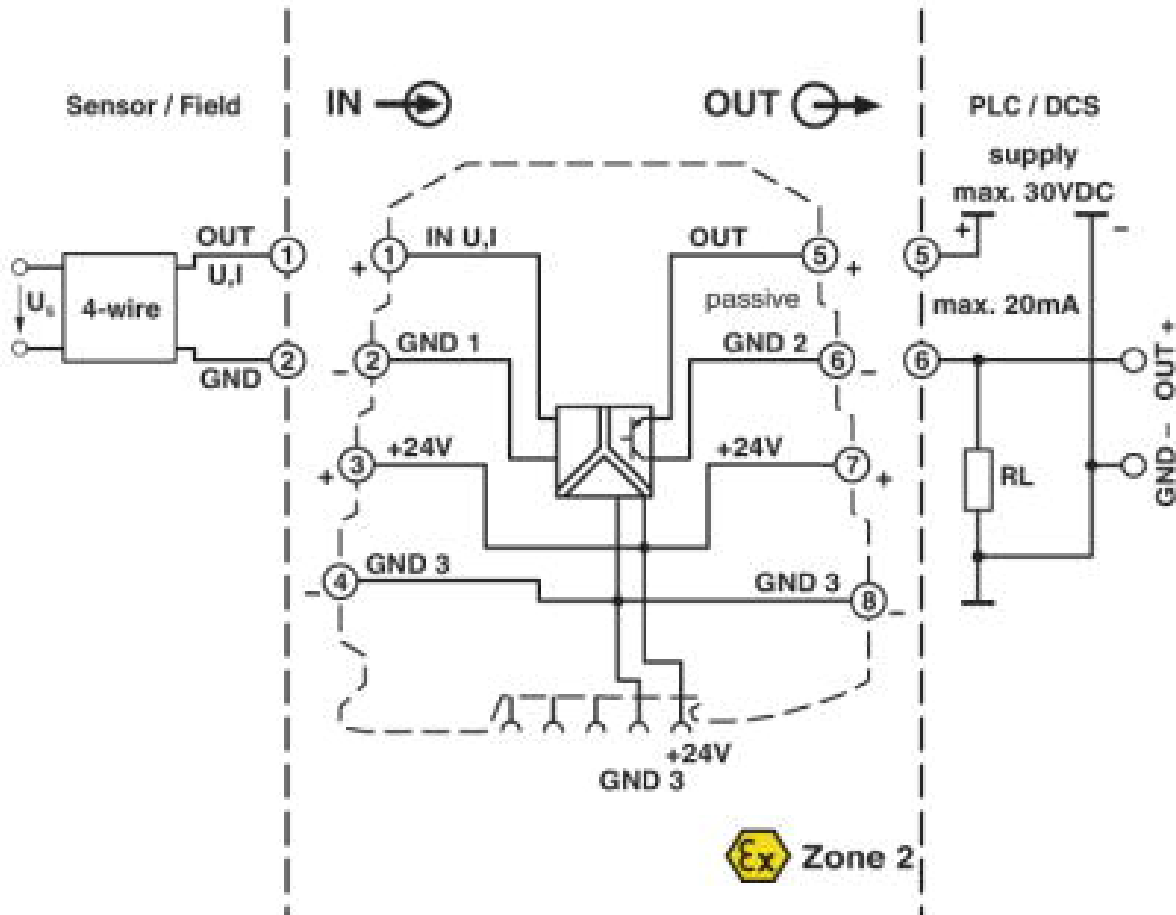 Sensor / Field
IN
OUT
PLC / DCS
supply
max. 30VDC
+
-
OUT
1
U,I
Us
4-wire
GND
2
1
IN U,I
+
2
GND 1
-
3
+24V
+
4
GND 3
-
OUT
5
+
passive
GND 2
6
-
+24V
7
+
GND 3
8
-
5
max. 20mA
6
RL
OUT +
GND -
+24V
GND 3
Ex
Zone 2